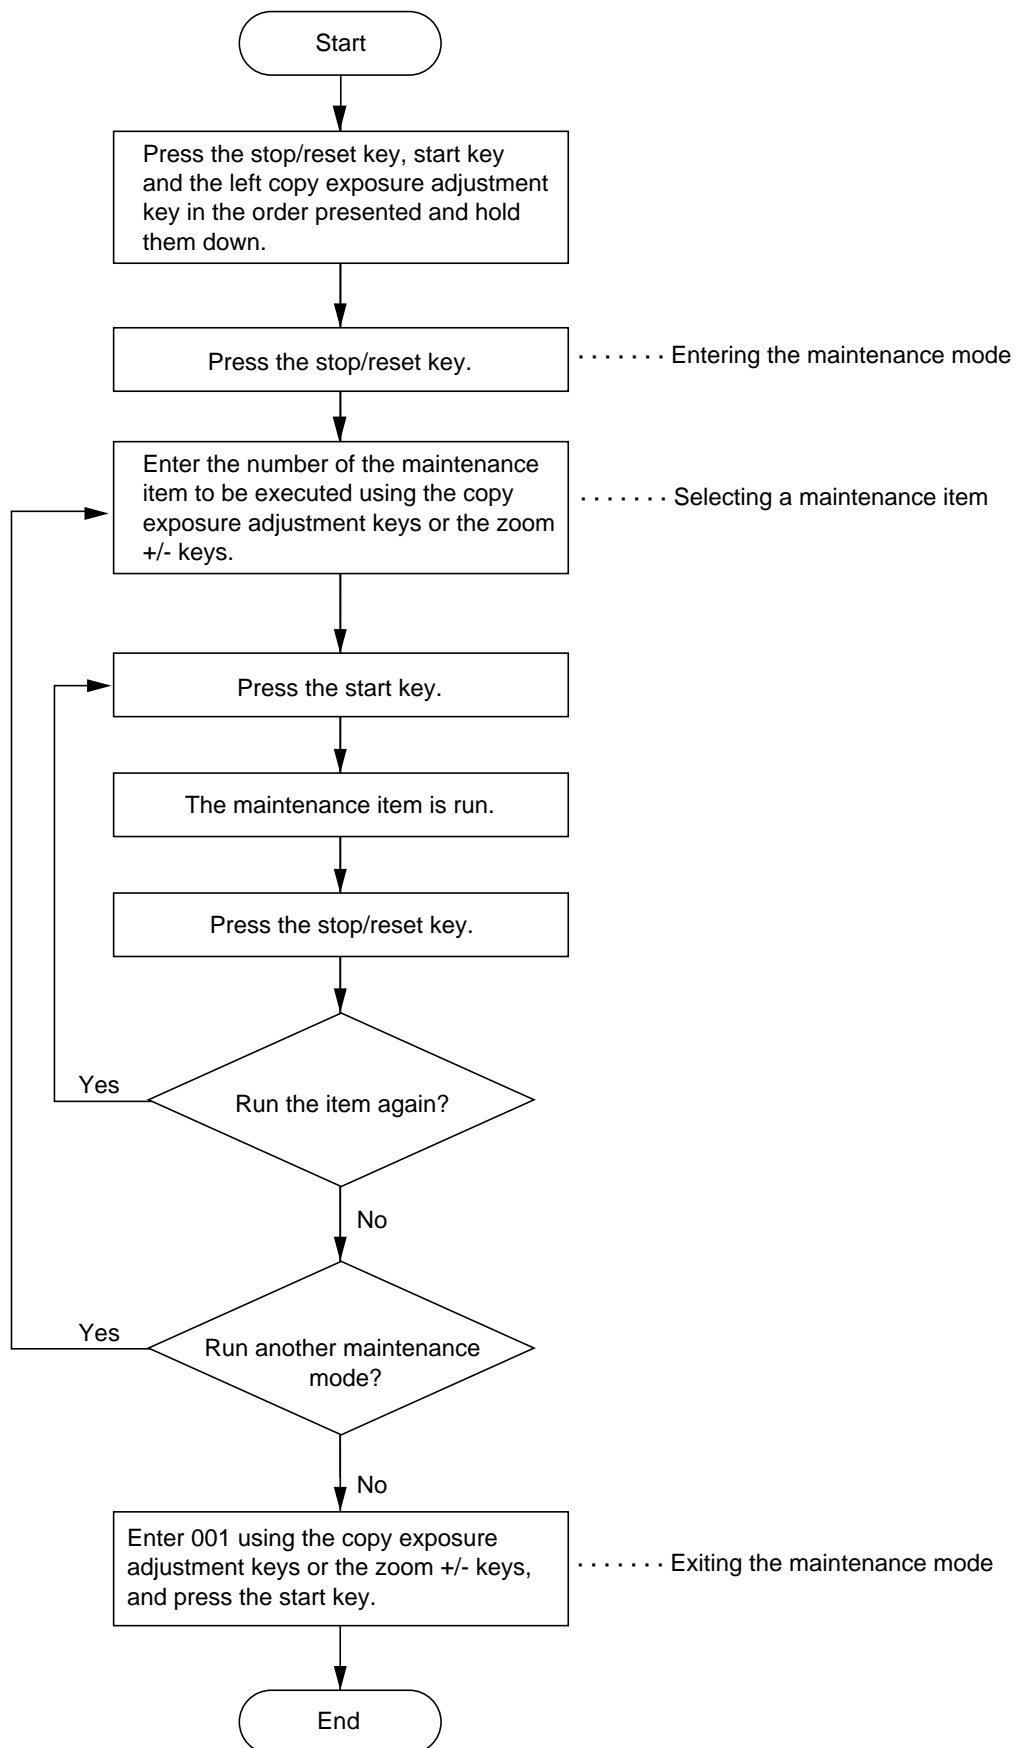 Start
Press the stop/reset key, start key
and the left copy exposure adjustment
key in the order presented and hold
them down.
Press the stop/reset key.
· · · · · · · Entering the maintenance mode
Enter the number of the maintenance
item to be executed using the copy
exposure adjustment keys or the zoom
+/- keys.
· · · · · · · Selecting a maintenance item
Press the start key.
The maintenance item is run.
Press the stop/reset key.
Yes
Run the item again?
No
Yes
Run another maintenance
mode?
No
Enter 001 using the copy exposure
adjustment keys or the zoom +/- keys,
and press the start key.
· · · · · · · Exiting the maintenance mode
End